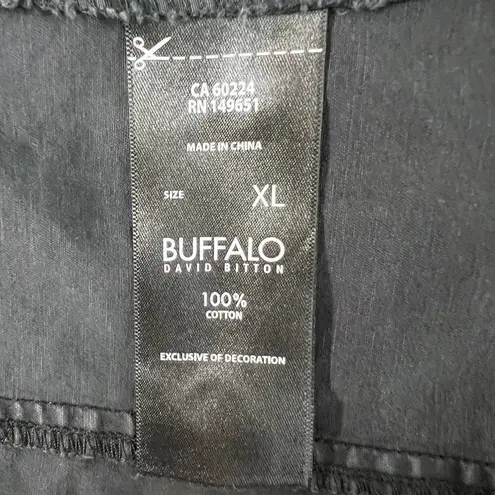 CA 60224
RN 149651
MADE IN CHINA
SIZE XL
BUFFALO
DAVID BITTON
100%
COTTON
EXCLUSIVE OF DECORATION